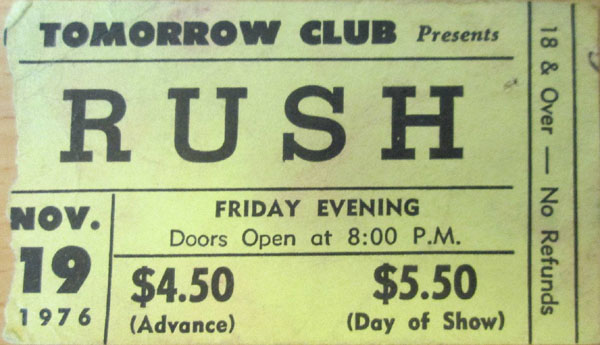 TOMORROW CLUB Presents
RUSH
NOV.
19
1976
FRIDAY EVENING
Doors Open at 8:00 P.M.
$4.50 $5.50
(Advance) (Day of Show)
18 & Over — No Refunds